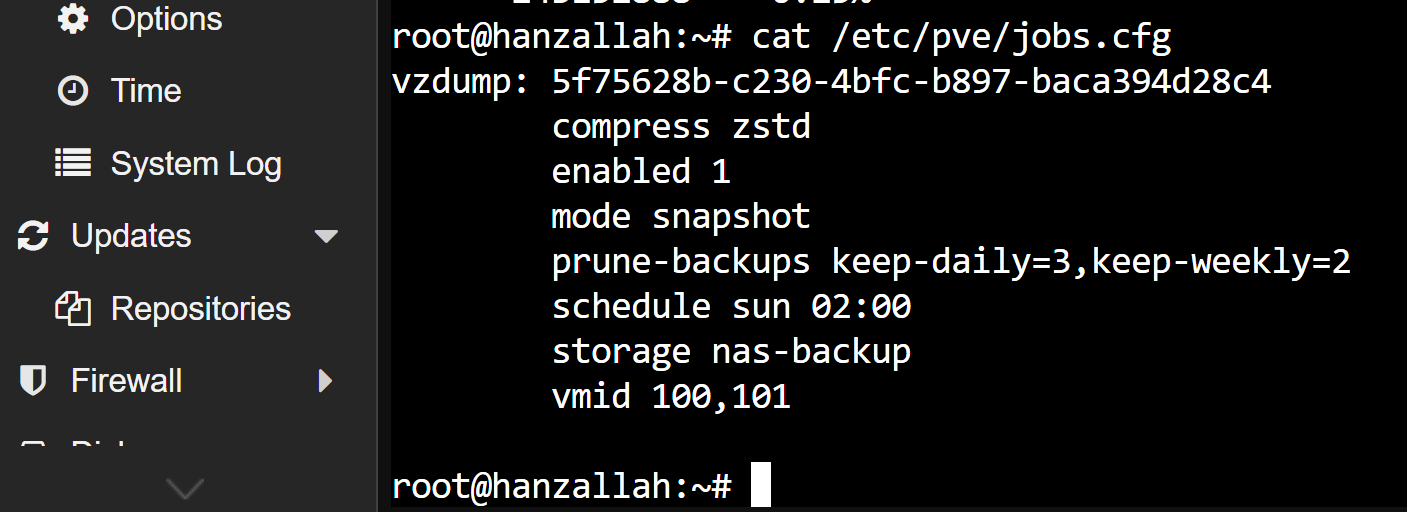 Options
Time
System Log
Updates
Repositories
Firewall
root@hanzallah:~# cat /etc/pve/jobs.cfg
vzdump: 5f75628b-c230-4bfc-b897-baca394d28c4
        compress zstd
        enabled 1
        mode snapshot
        prune-backups keep-daily=3,keep-weekly=2
        schedule sun 02:00
        storage nas-backup
        vmid 100,101
root@hanzallah:~#